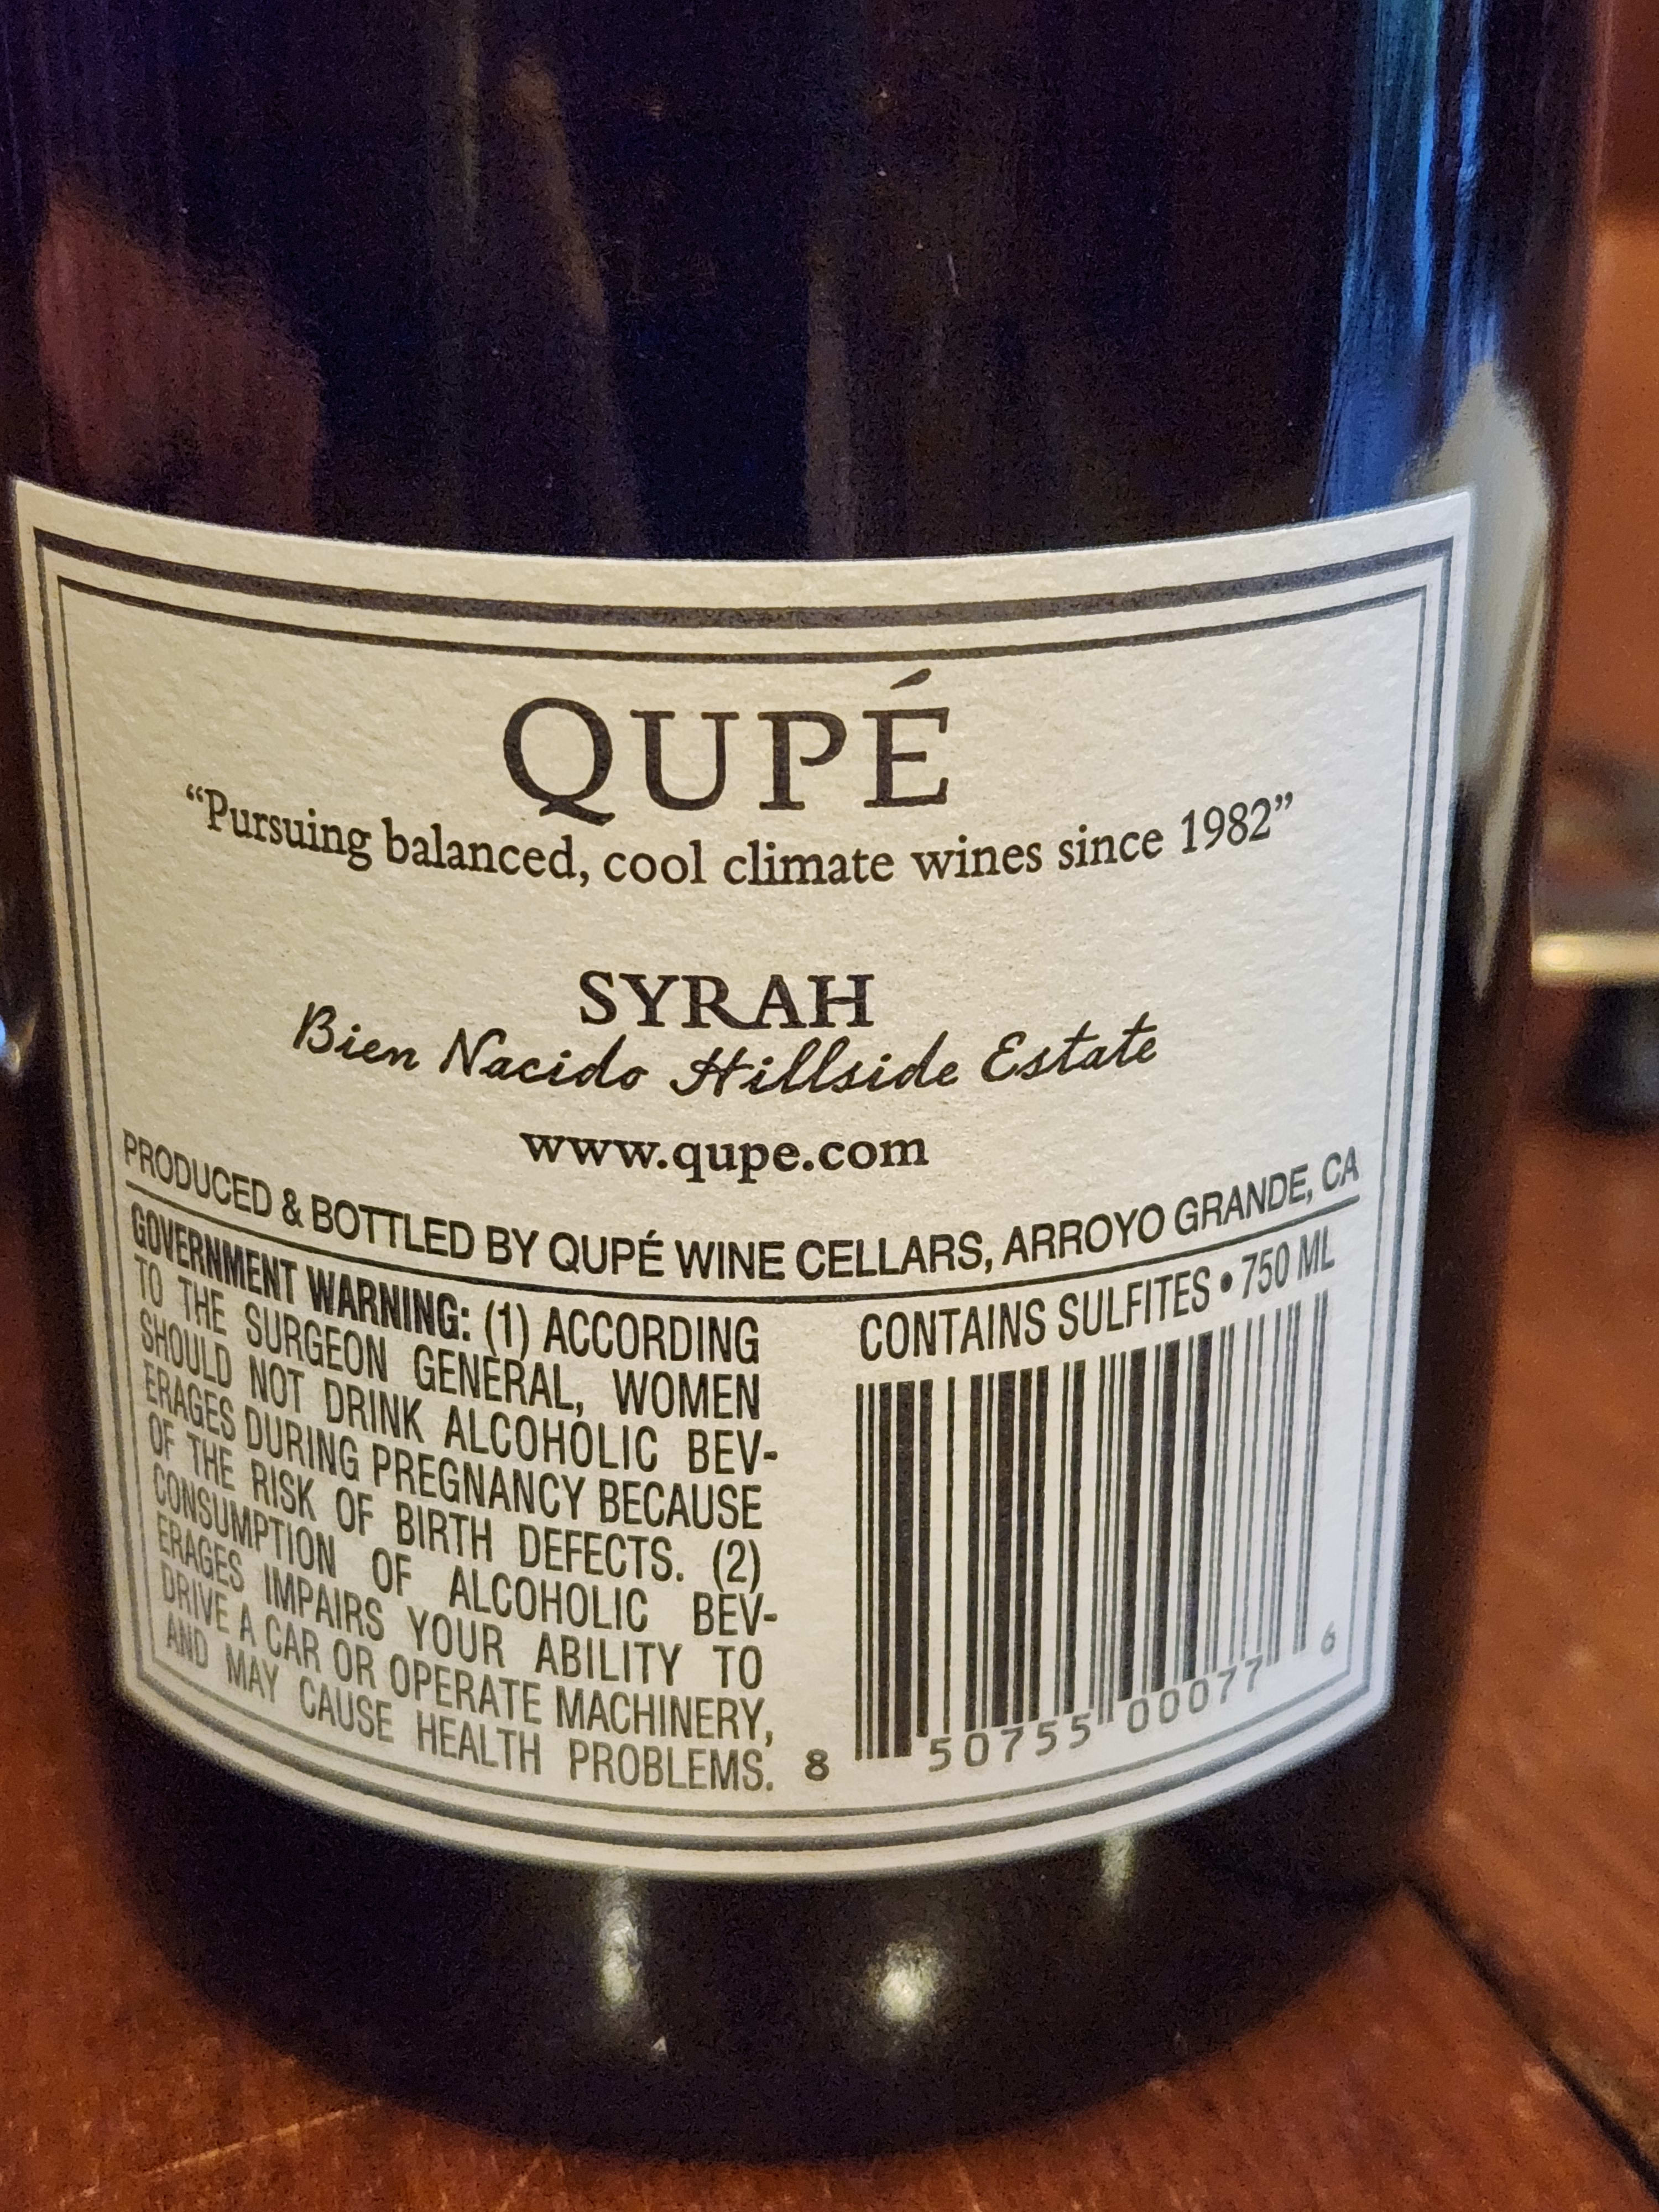 QUPÉ
“Pursuing balanced, cool climate wines since 1982”
SYRAH
Bien Nacido Hillside Estate
www.qupe.com
PRODUCED & BOTTLED BY QUPÉ WINE CELLARS, ARROYO GRANDE, CA
GOVERNMENT WARNING: (1) ACCORDING
TO THE SURGEON GENERAL, WOMEN
SHOULD NOT DRINK ALCOHOLIC BEV-
ERAGES DURING PREGNANCY BECAUSE
OF THE RISK OF BIRTH DEFECTS. (2)
CONSUMPTION OF ALCOHOLIC BEV-
ERAGES IMPAIRS YOUR ABILITY TO
DRIVE A CAR OR OPERATE MACHINERY,
AND MAY CAUSE HEALTH PROBLEMS.
CONTAINS SULFITES • 750 ML
8 50755 00077 6